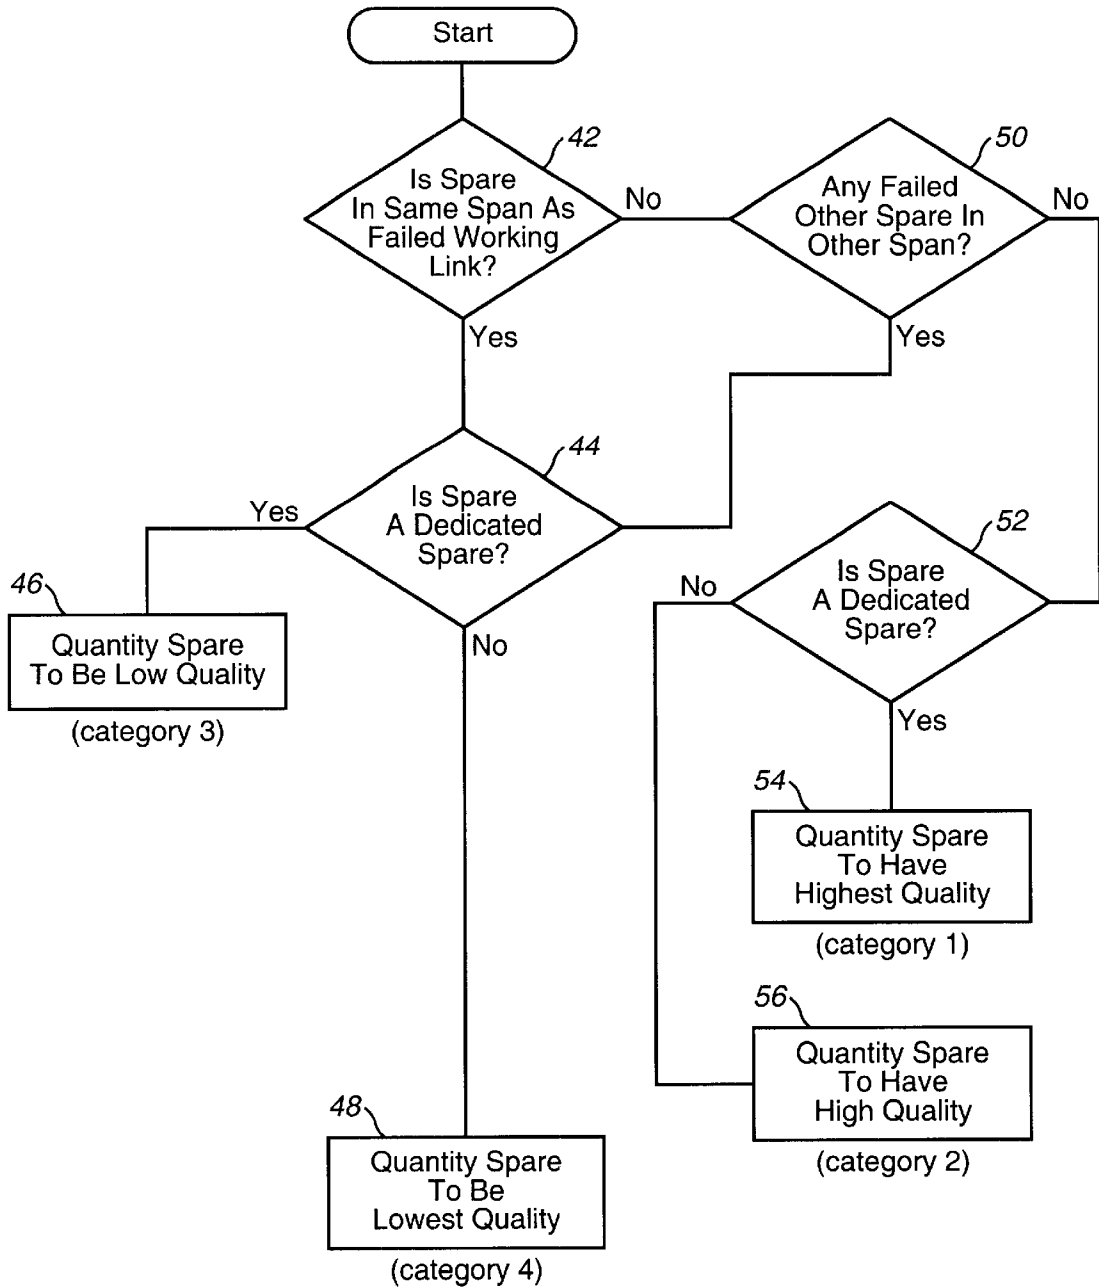 Start
42
Is Spare
In Same Span As
Failed Working
Link?
No
Yes
50
Any Failed
Other Spare In
Other Span?
No
Yes
44
Is Spare
A Dedicated
Spare?
Yes
No
52
Is Spare
A Dedicated
Spare?
No
Yes
46
Quantity Spare
To Be Low Quality
(category 3)
54
Quantity Spare
To Have
Highest Quality
(category 1)
56
Quantity Spare
To Have
High Quality
(category 2)
48
Quantity Spare
To Be
Lowest Quality
(category 4)